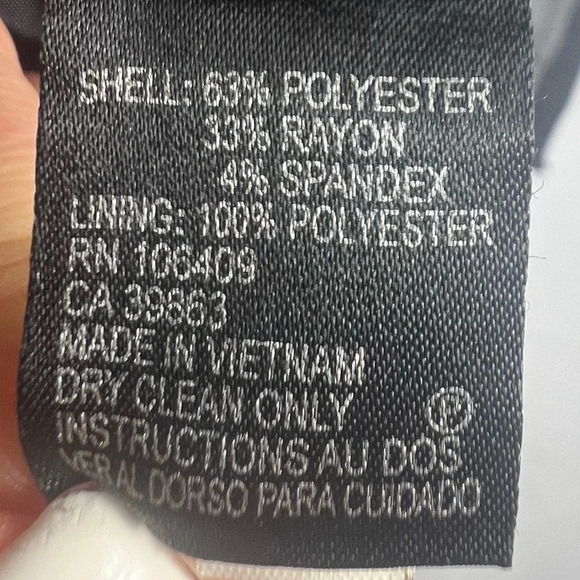 SHELL: 63% POLYESTER
33% RAYON
4% SPANDEX
LINING: 100% POLYESTER
RN 106409
CA 39863
MADE IN VIETNAM
DRY CLEAN ONLY Ⓟ
INSTRUCTIONS AU DOS
VER AL DORSO PARA CUIDADO